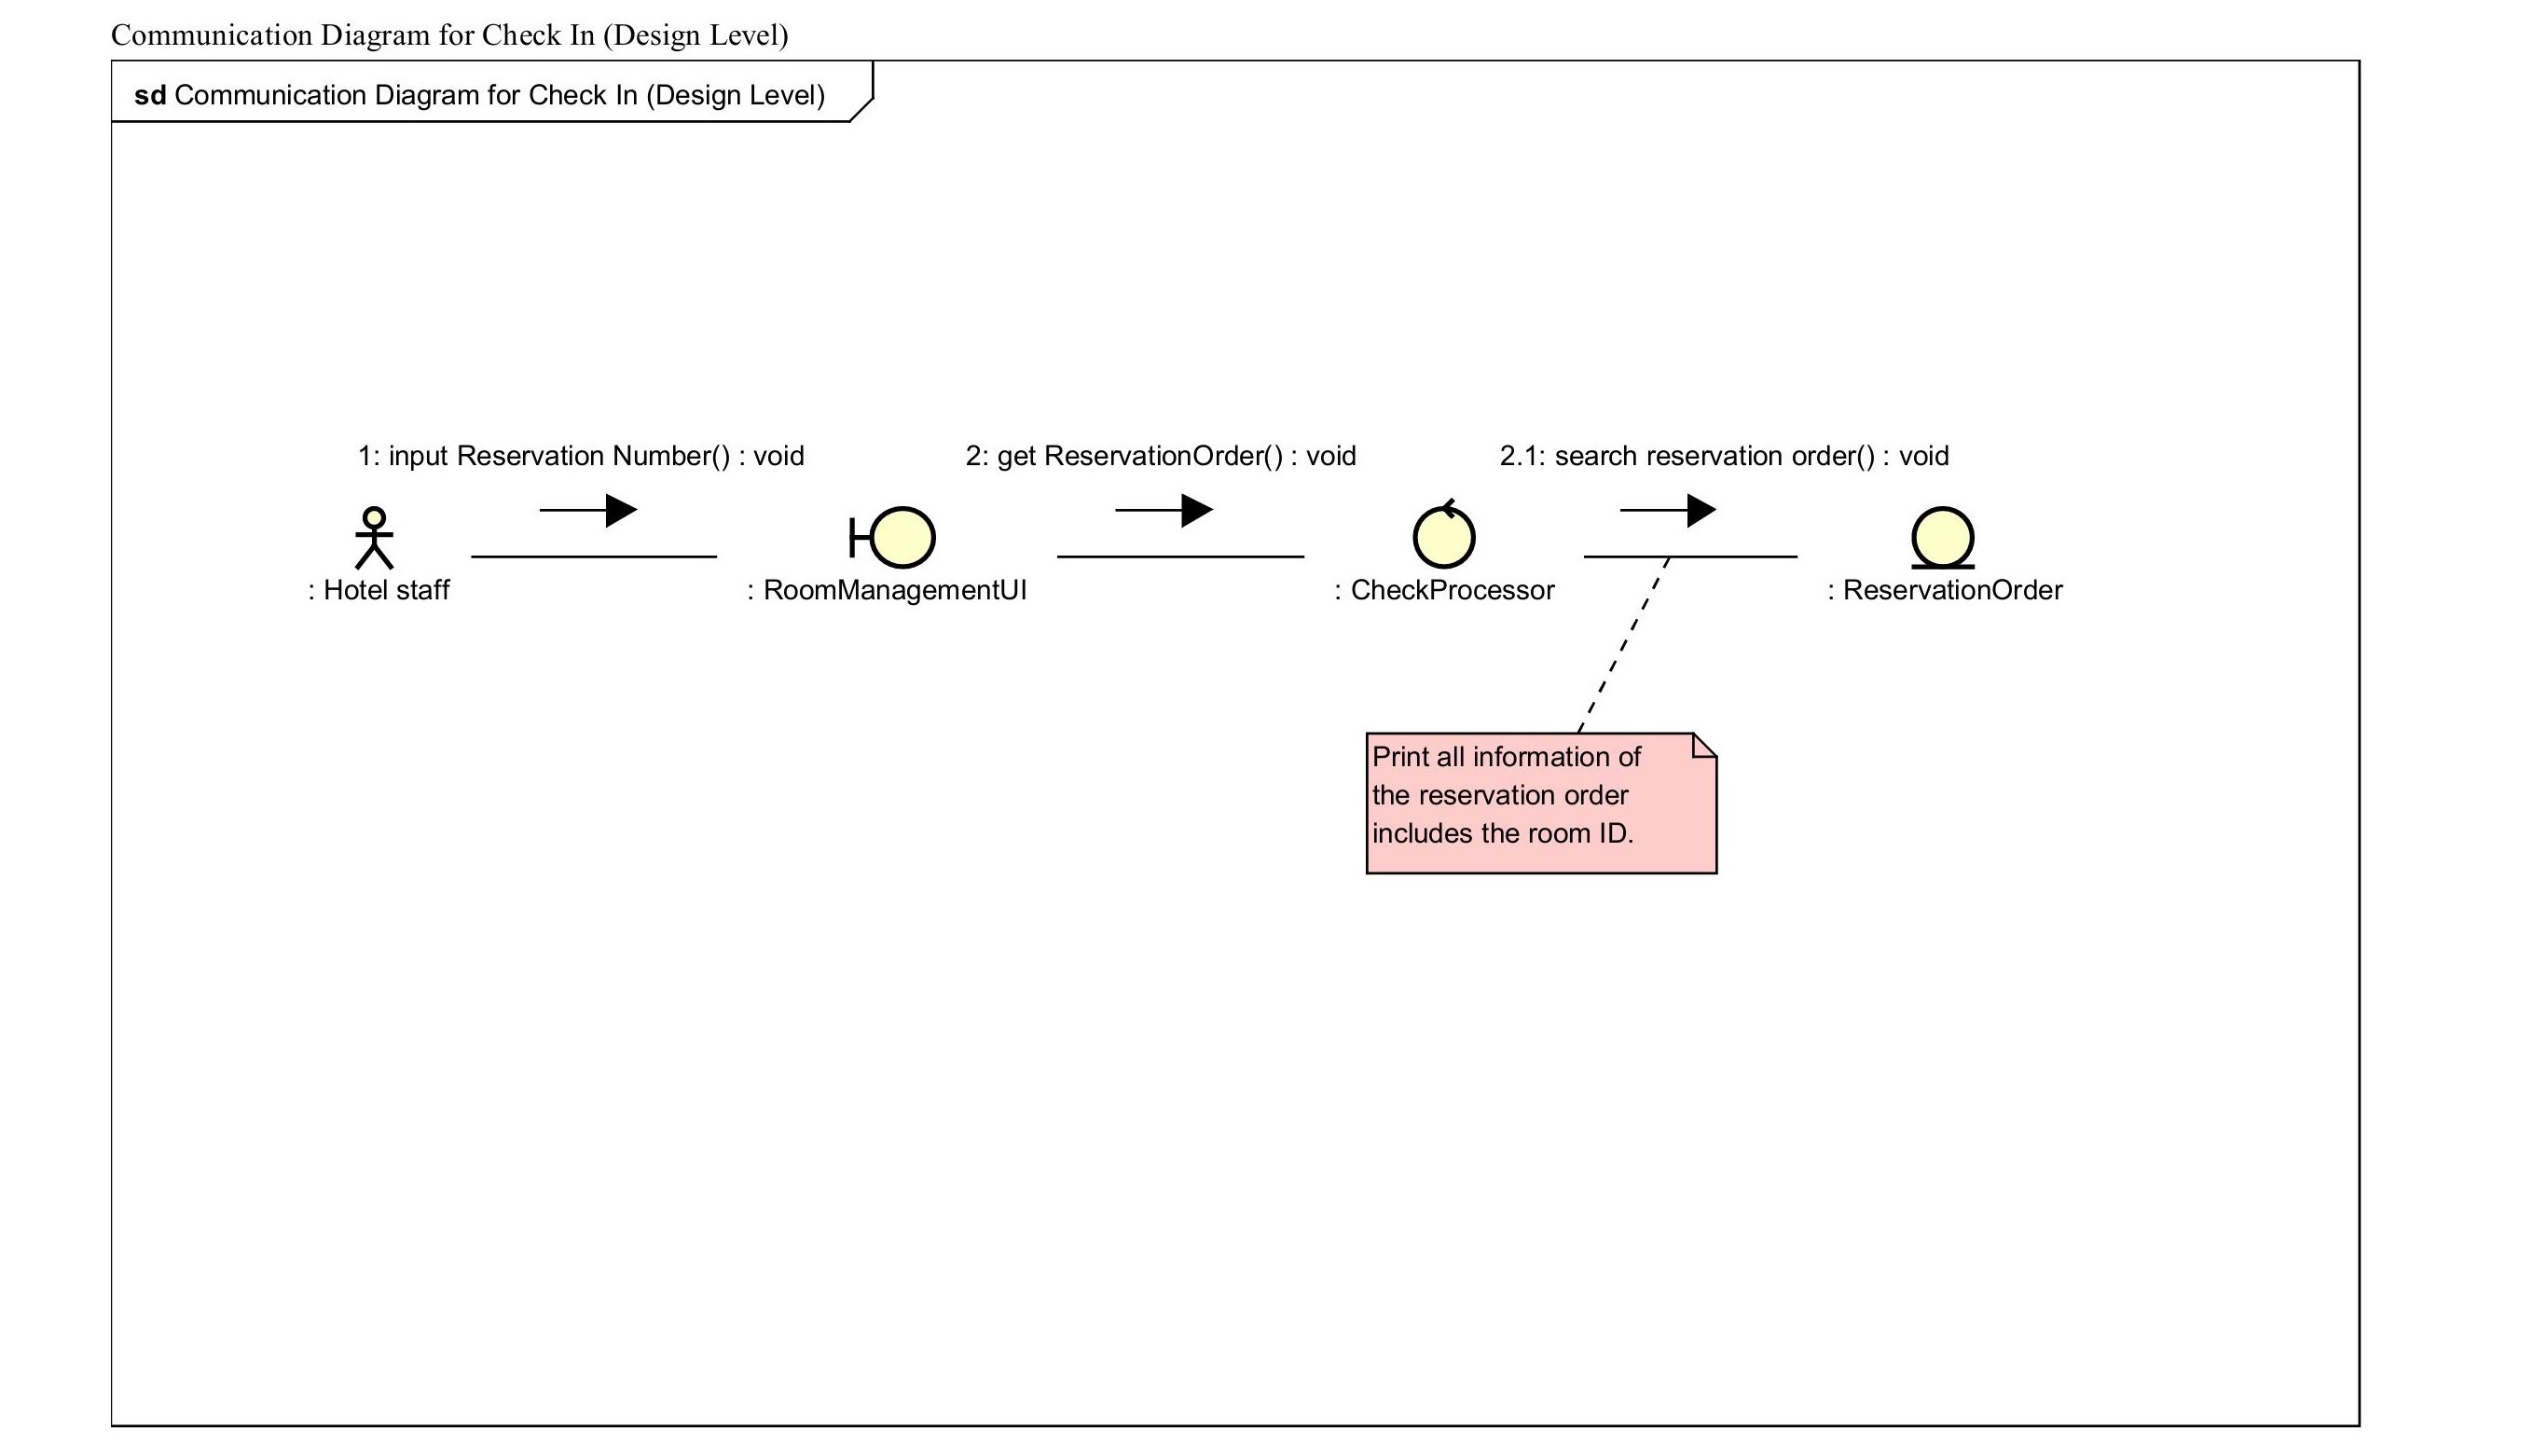 Communication Diagram for Check In (Design Level)
sd Communication Diagram for Check In (Design Level)
1: input Reservation Number() : void
2: get ReservationOrder() : void
2.1: search reservation order() : void
: Hotel staff
: RoomManagementUI
: CheckProcessor
: ReservationOrder
Print all information of
the reservation order
includes the room ID.